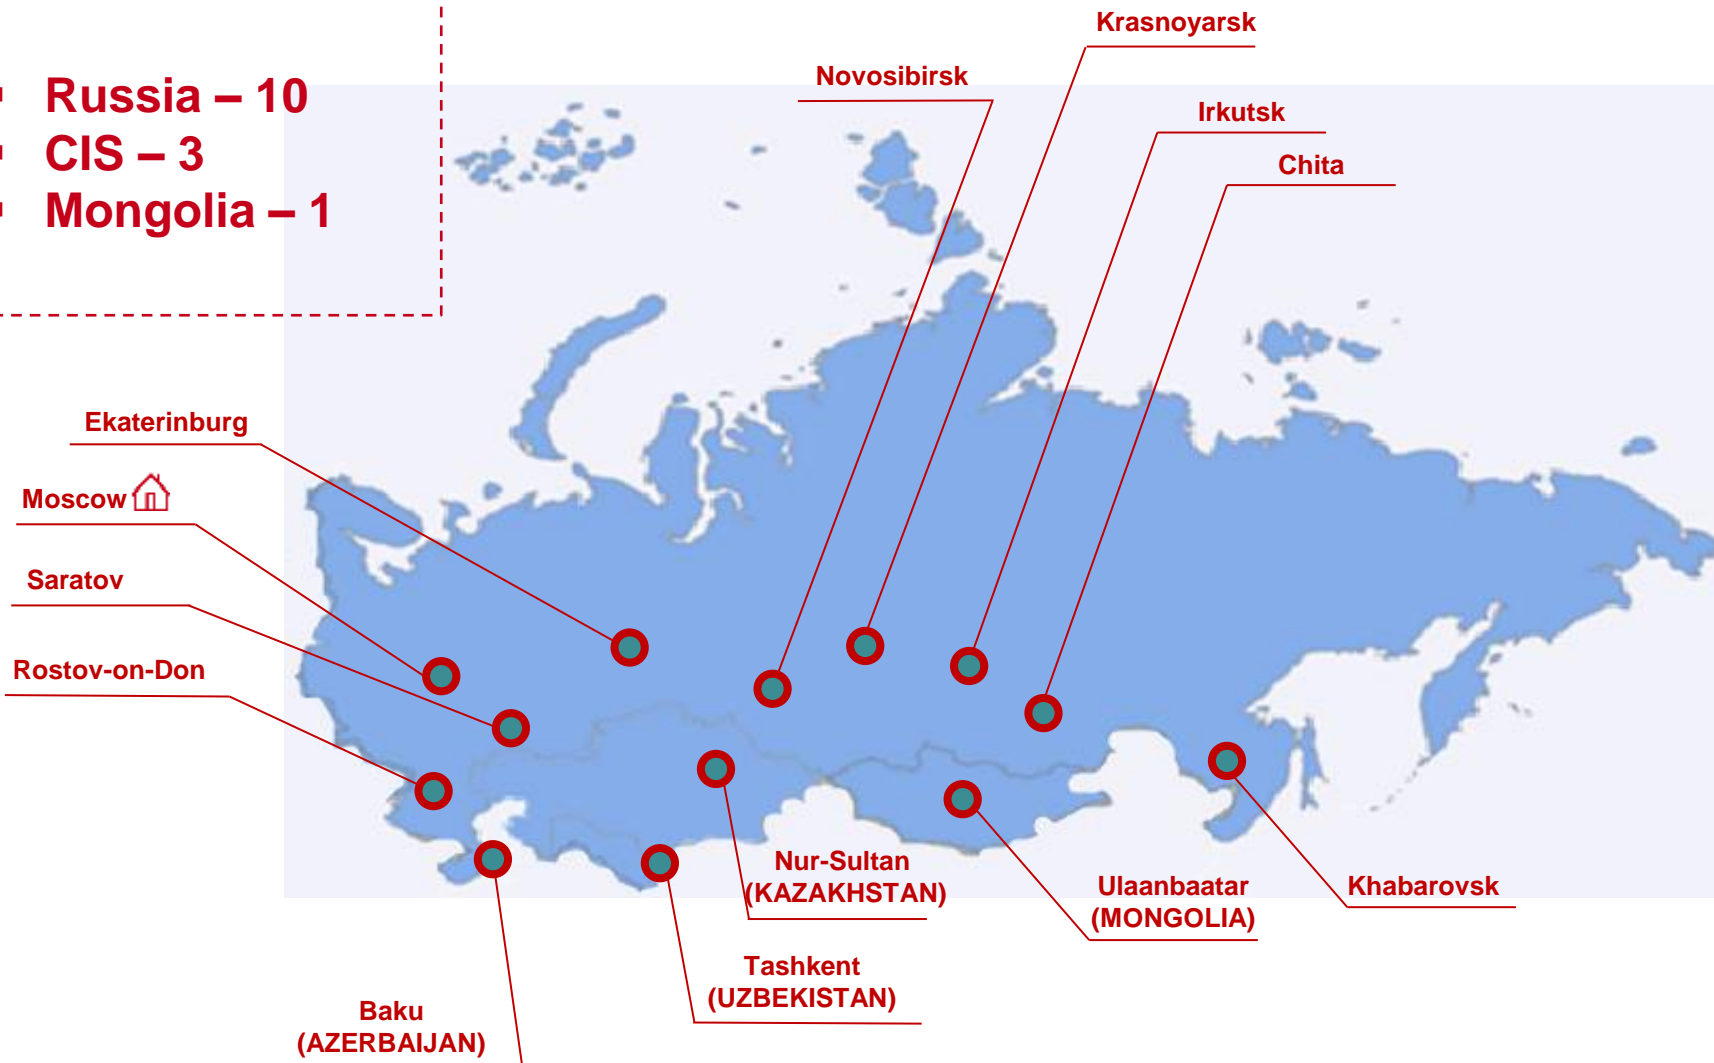 Russia – 10
CIS – 3
Mongolia – 1
Krasnoyarsk
Novosibirsk
Irkutsk
Chita
Ekaterinburg
Moscow
Saratov
Rostov-on-Don
Nur-Sultan
(KAZAKHSTAN)
Ulaanbaatar
(MONGOLIA)
Khabarovsk
Tashkent
(UZBEKISTAN)
Baku
(AZERBAIJAN)